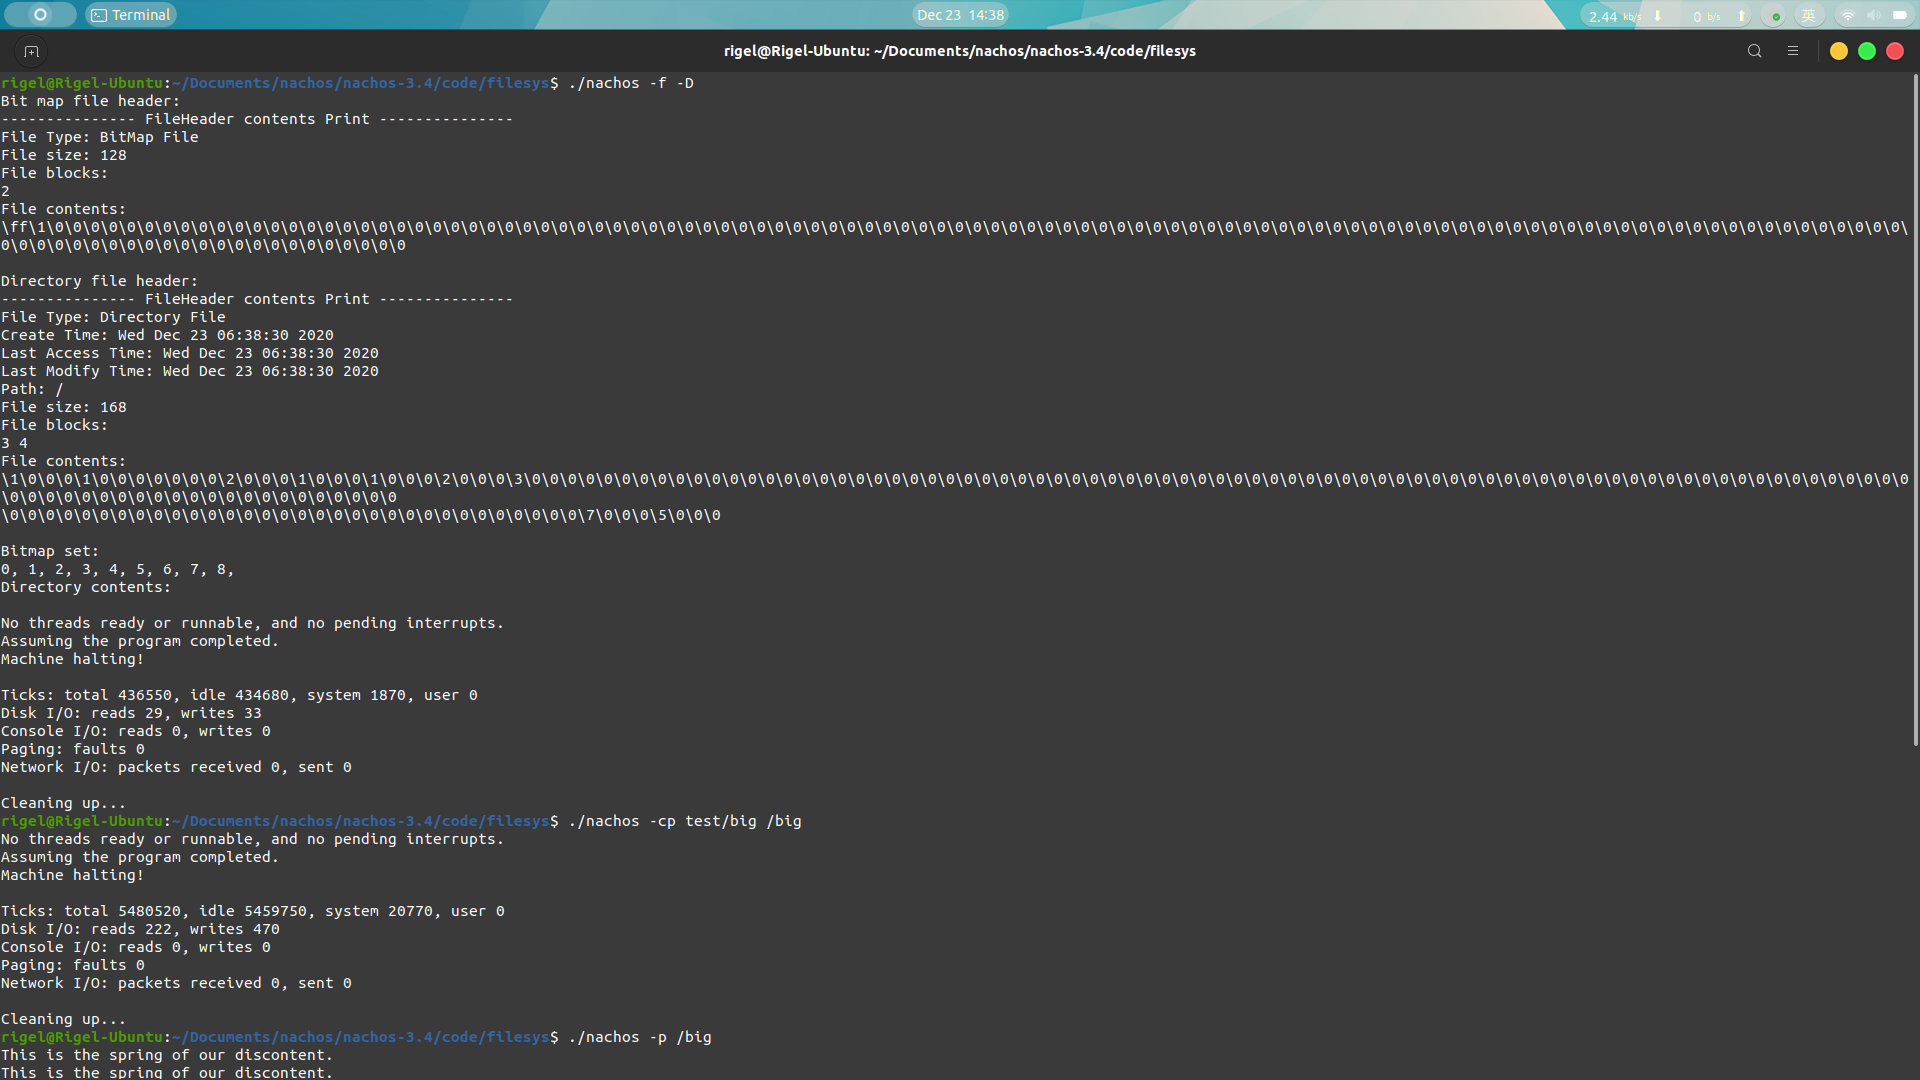 Terminal
Dec 23 14:38
2.44 kb/s 0 b/s 英
rigel@Rigel-Ubuntu: ~/Documents/nachos/nachos-3.4/code/filesys
rigel@Rigel-Ubuntu:~/Documents/nachos/nachos-3.4/code/filesys$ ./nachos -f -D
Bit map file header:
--------------- FileHeader contents Print ---------------
File Type: BitMap File
File size: 128
File blocks:
2
File contents:
\ff\1\0\0\0\0\0\0\0\0\0\0\0\0\0\0\0\0\0\0\0\0\0\0\0\0\0\0\0\0\0\0\0\0\0\0\0\0\0\0\0\0\0\0\0\0\0\0\0\0\0\0\0\0\0\0\0\0\0\0\0\0\0\0\0\0\0\0\0\0\0\0\0\0\0\0\0\0\0\0\0\0\0\0\0\0\0\0\0\0\0\0\0\0\0\0\0\0\0\0\0\0\0\0\0\
0\0\0\0\0\0\0\0\0\0\0\0\0\0\0\0\0\0\0\0\0\0\0
Directory file header:
--------------- FileHeader contents Print ---------------
File Type: Directory File
Create Time: Wed Dec 23 06:38:30 2020
Last Access Time: Wed Dec 23 06:38:30 2020
Last Modify Time: Wed Dec 23 06:38:30 2020
Path: /
File size: 168
File blocks:
3 4
File contents:
\1\0\0\0\1\0\0\0\0\0\0\0\2\0\0\0\1\0\0\0\1\0\0\0\2\0\0\0\3\0\0\0\0\0\0\0\0\0\0\0\0\0\0\0\0\0\0\0\0\0\0\0\0\0\0\0\0\0\0\0\0\0\0\0\0\0\0\0\0\0\0\0\0\0\0\0\0\0\0\0\0\0\0\0\0\0\0\0\0\0\0\0\0\0\0\0\0\0\0\0\0\0\0\0\0\0
\0\0\0\0\0\0\0\0\0\0\0\0\0\0\0\0\0\0\0\0\0\0
\0\0\0\0\0\0\0\0\0\0\0\0\0\0\0\0\0\0\0\0\0\0\0\0\0\0\0\0\0\0\0\0\7\0\0\0\5\0\0\0
Bitmap set:
0, 1, 2, 3, 4, 5, 6, 7, 8,
Directory contents:
No threads ready or runnable, and no pending interrupts.
Assuming the program completed.
Machine halting!
Ticks: total 436550, idle 434680, system 1870, user 0
Disk I/O: reads 29, writes 33
Console I/O: reads 0, writes 0
Paging: faults 0
Network I/O: packets received 0, sent 0
Cleaning up...
rigel@Rigel-Ubuntu:~/Documents/nachos/nachos-3.4/code/filesys$ ./nachos -cp test/big /big
No threads ready or runnable, and no pending interrupts.
Assuming the program completed.
Machine halting!
Ticks: total 5480520, idle 5459750, system 20770, user 0
Disk I/O: reads 222, writes 470
Console I/O: reads 0, writes 0
Paging: faults 0
Network I/O: packets received 0, sent 0
Cleaning up...
rigel@Rigel-Ubuntu:~/Documents/nachos/nachos-3.4/code/filesys$ ./nachos -p /big
This is the spring of our discontent.
This is the spring of our discontent.